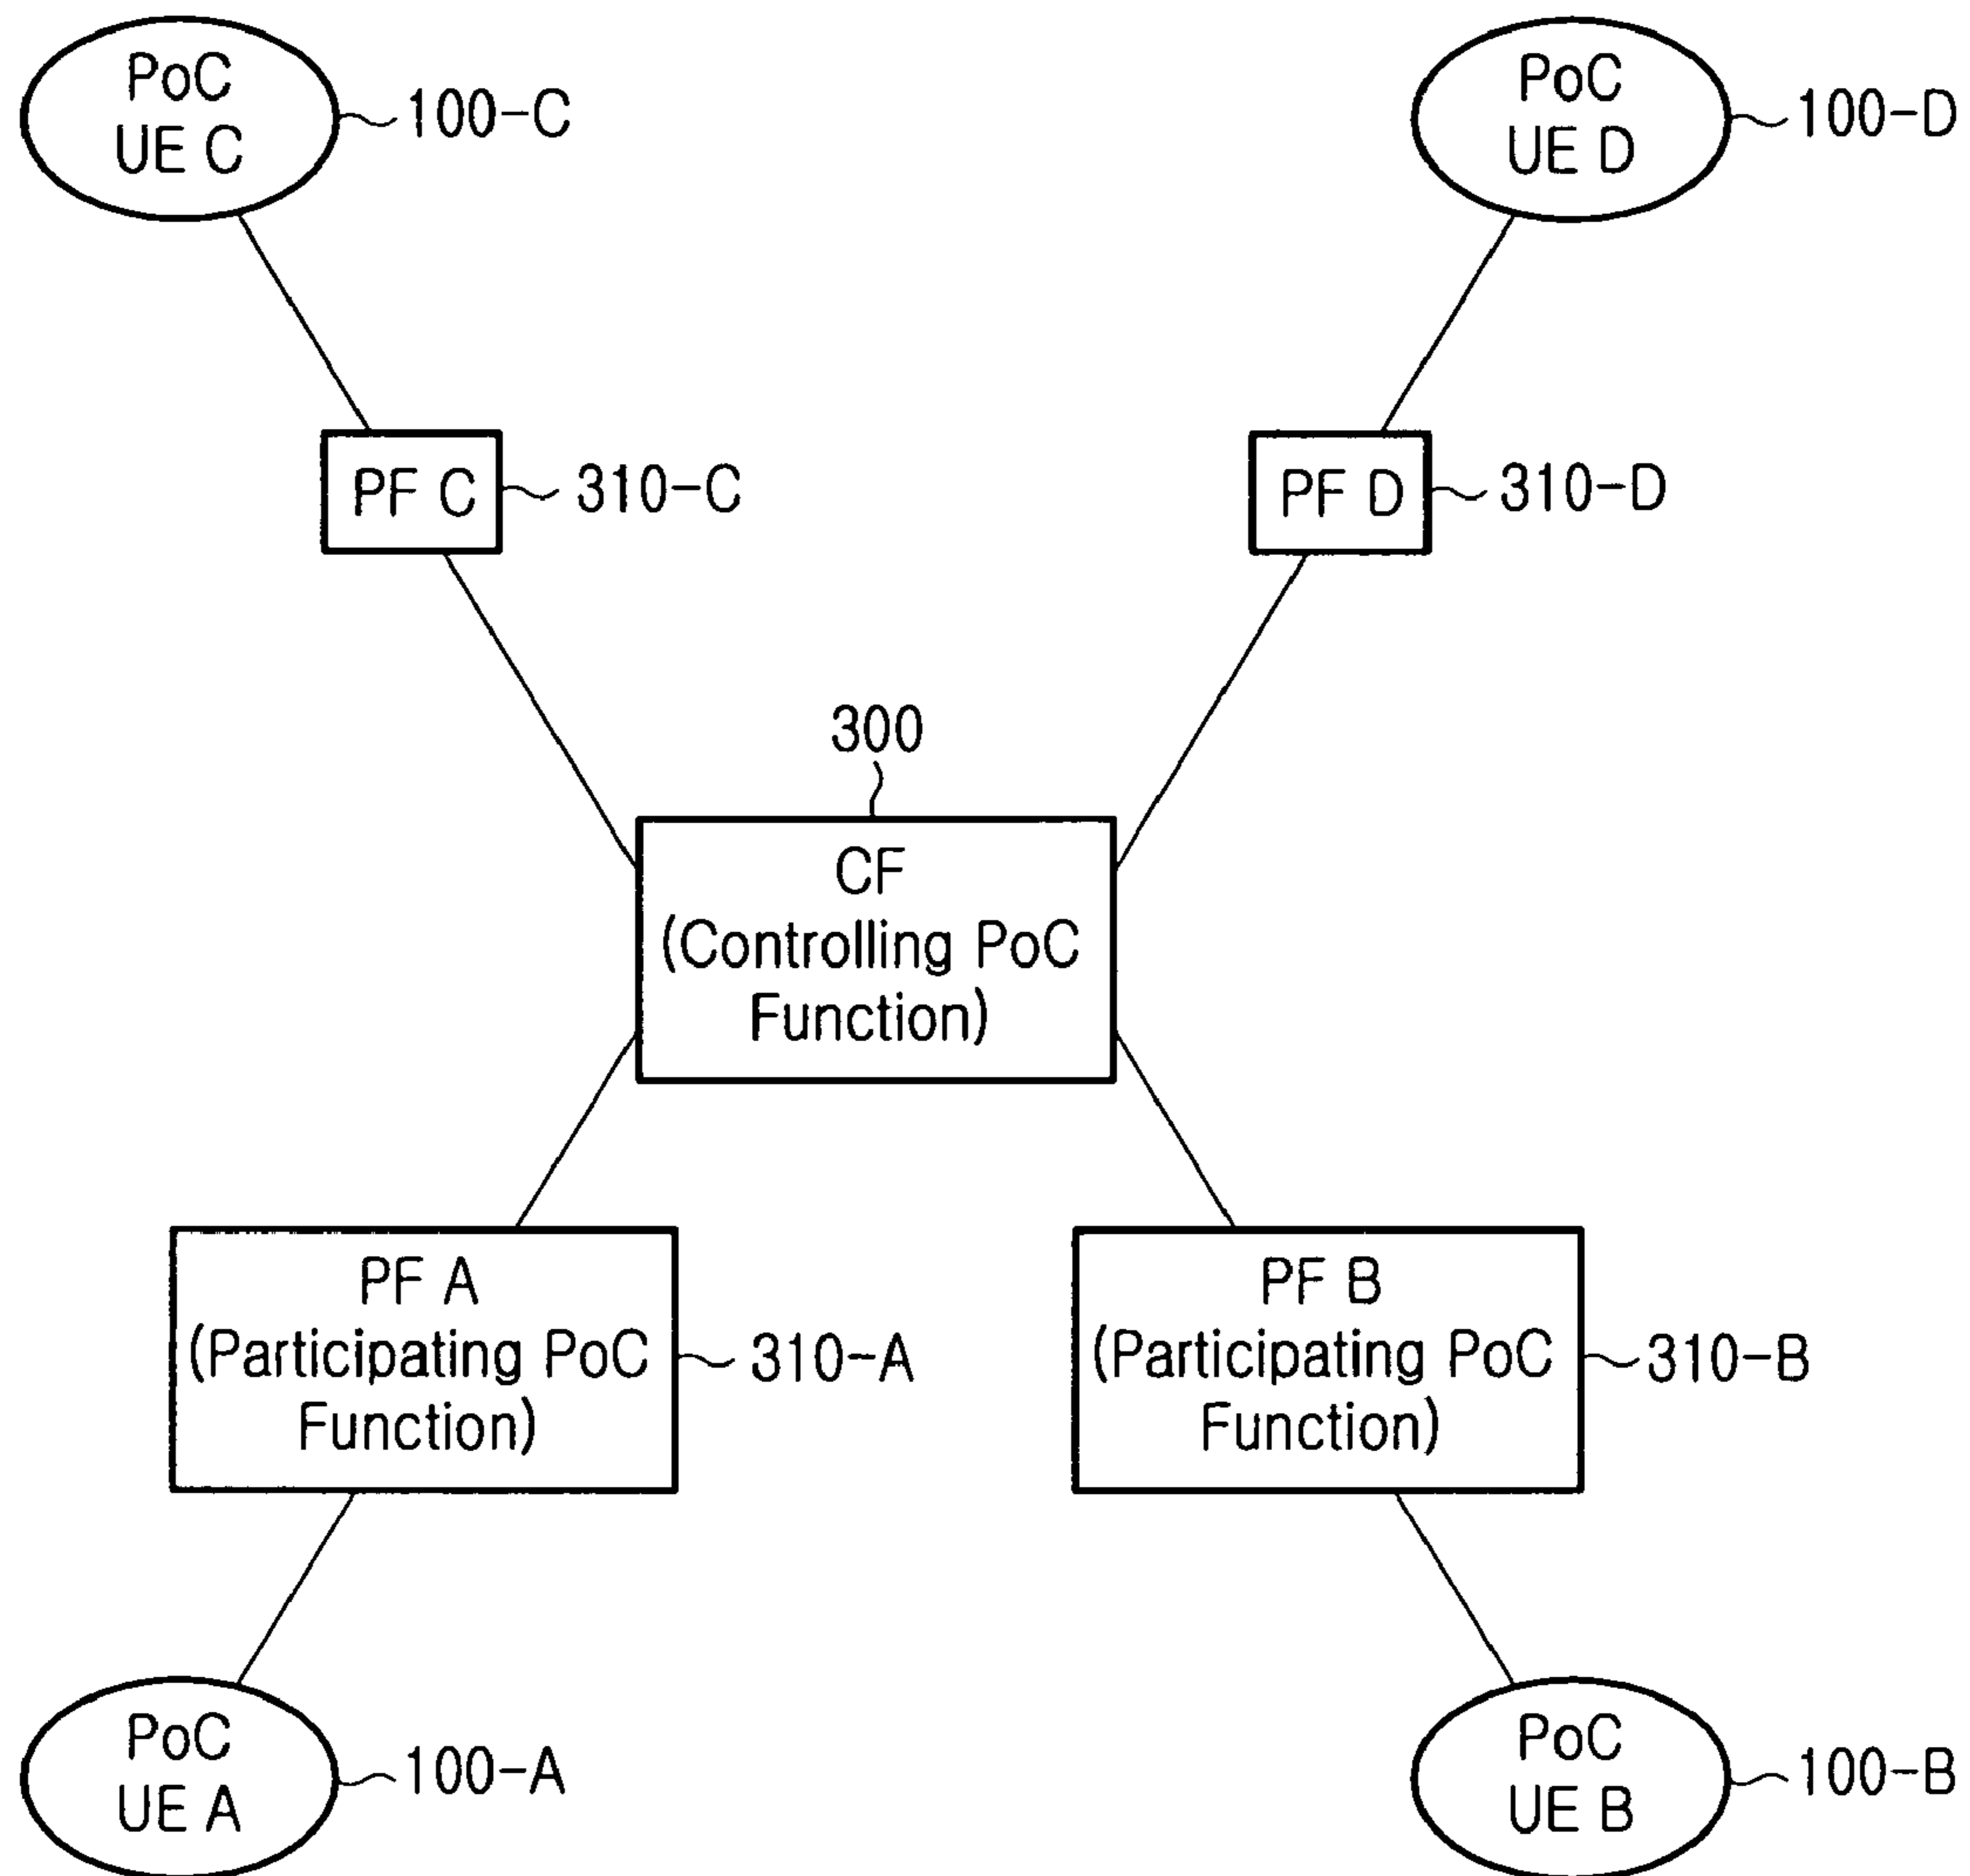 PoC
UE C
100-C
PoC
UE D
100-D
PF C
310-C
PF D
310-D
300
CF
(Controlling PoC
Function)
PF A
(Participating PoC
Function)
310-A
PF B
(Participating PoC
Function)
310-B
PoC
UE A
100-A
PoC
UE B
100-B